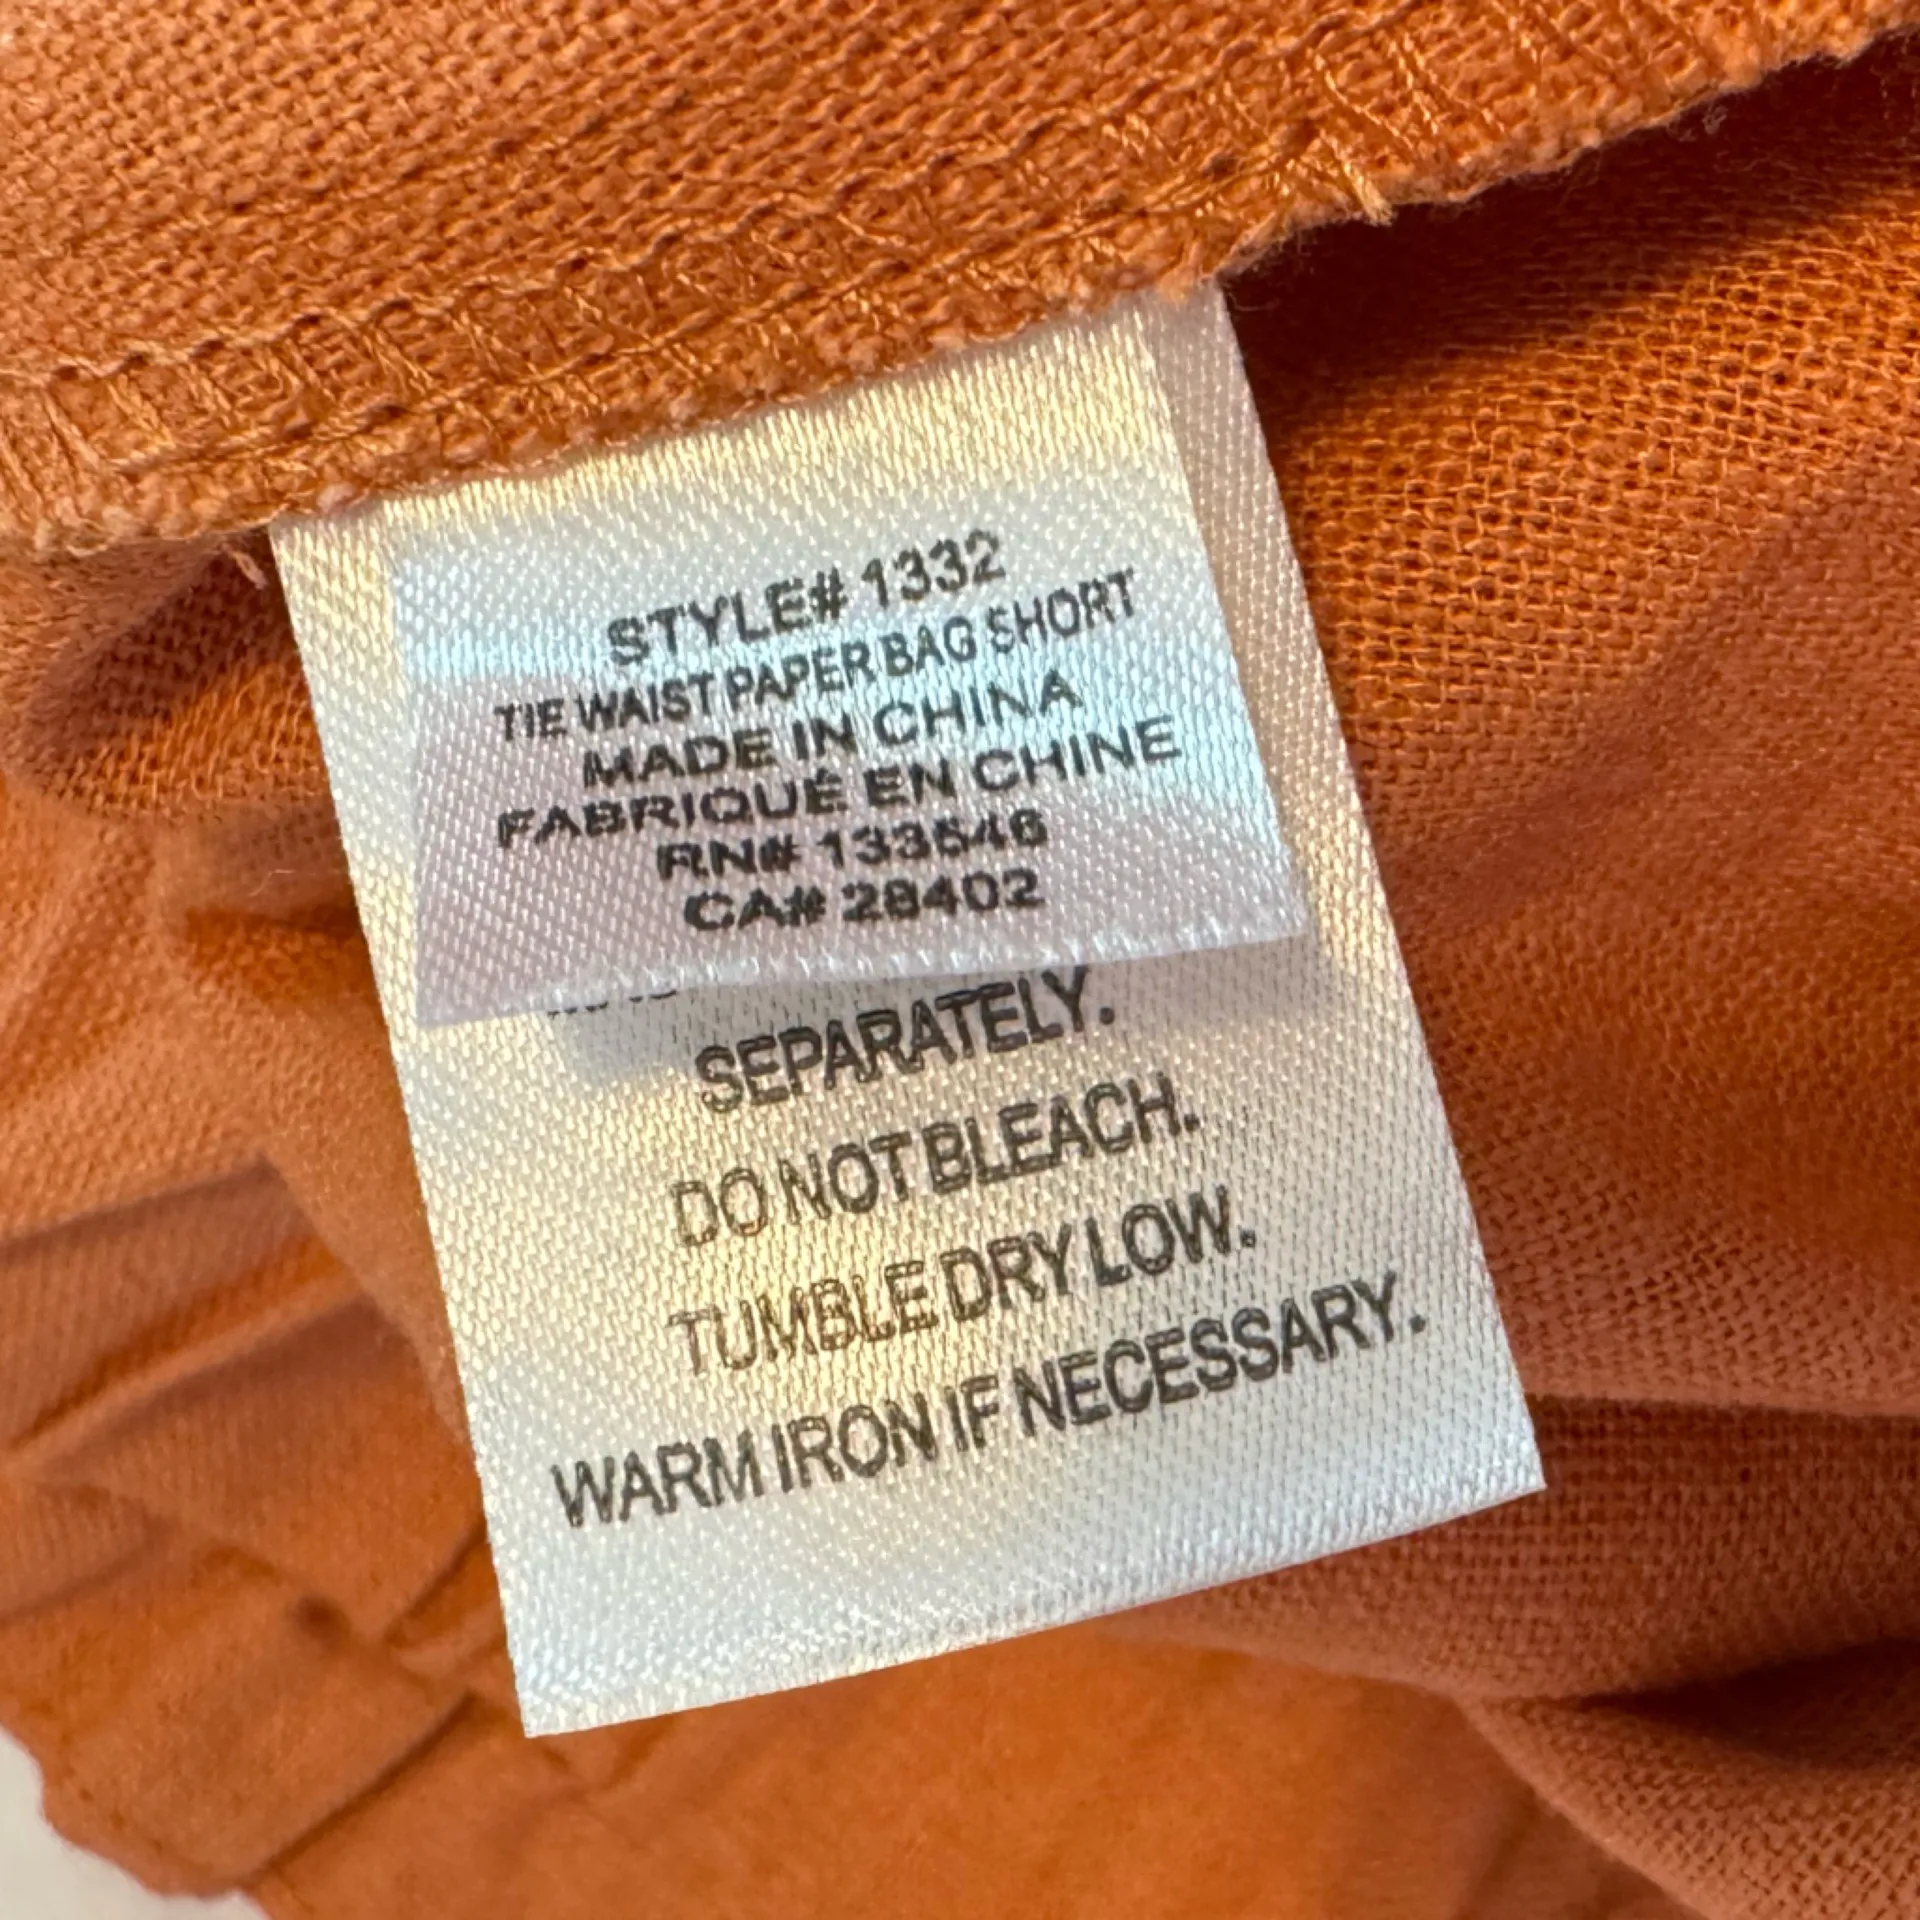 STYLE# 1332
TIE WAIST PAPER BAG SHORT
MADE IN CHINA
FABRIQUÉ EN CHINE
RN# 133546
CA# 28402
SEPARATELY.
DO NOT BLEACH.
TUMBLE DRY LOW.
WARM IRON IF NECESSARY.